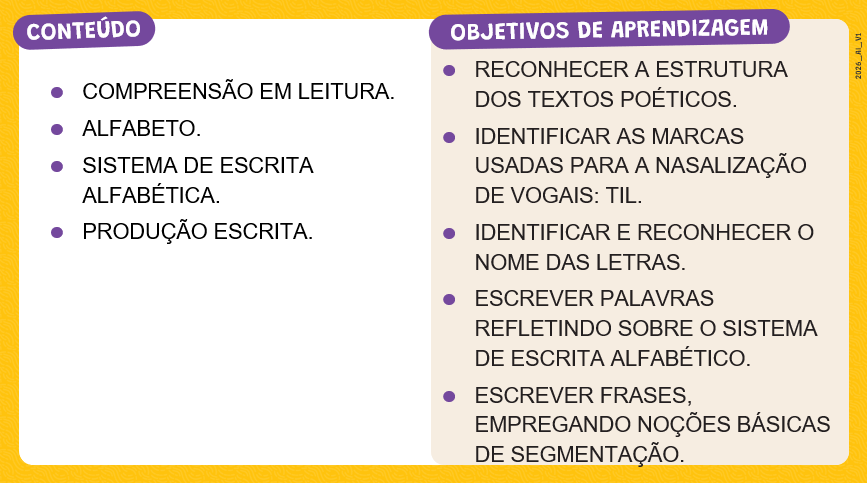 CONTEÚDO
• COMPREENSÃO EM LEITURA.
• ALFABETO.
• SISTEMA DE ESCRITA
ALFABÉTICA.
• PRODUÇÃO ESCRITA.
OBJETIVOS DE APRENDIZAGEM
• RECONHECER A ESTRUTURA
DOS TEXTOS POÉTICOS.
• IDENTIFICAR AS MARCAS
USADAS PARA A NASALIZAÇÃO
DE VOGAIS: TIL.
• IDENTIFICAR E RECONHECER O
NOME DAS LETRAS.
• ESCREVER PALAVRAS
REFLETINDO SOBRE O SISTEMA
DE ESCRITA ALFABÉTICO.
• ESCREVER FRASES,
EMPREGANDO NOÇÕES BÁSICAS
DE SEGMENTAÇÃO.
2026_AI_V1